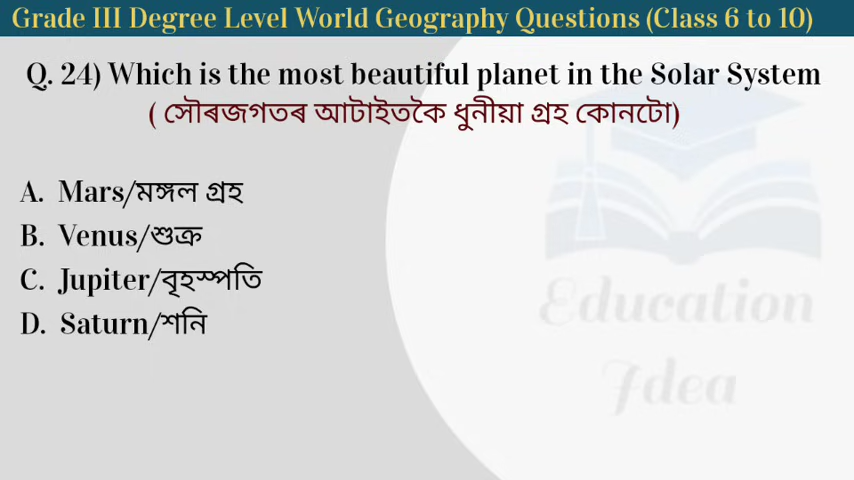 Grade III Degree Level World Geography Questions (Class 6 to 10)
Q. 24) Which is the most beautiful planet in the Solar System
( সৌৰজগতৰ আটাইতকৈ ধুনীয়া গ্ৰহ কোনটো)
A. Mars/মঙ্গল গ্ৰহ
B. Venus/শুক্ৰ
C. Jupiter/বৃহস্পতি
D. Saturn/শনি
Education
Idea